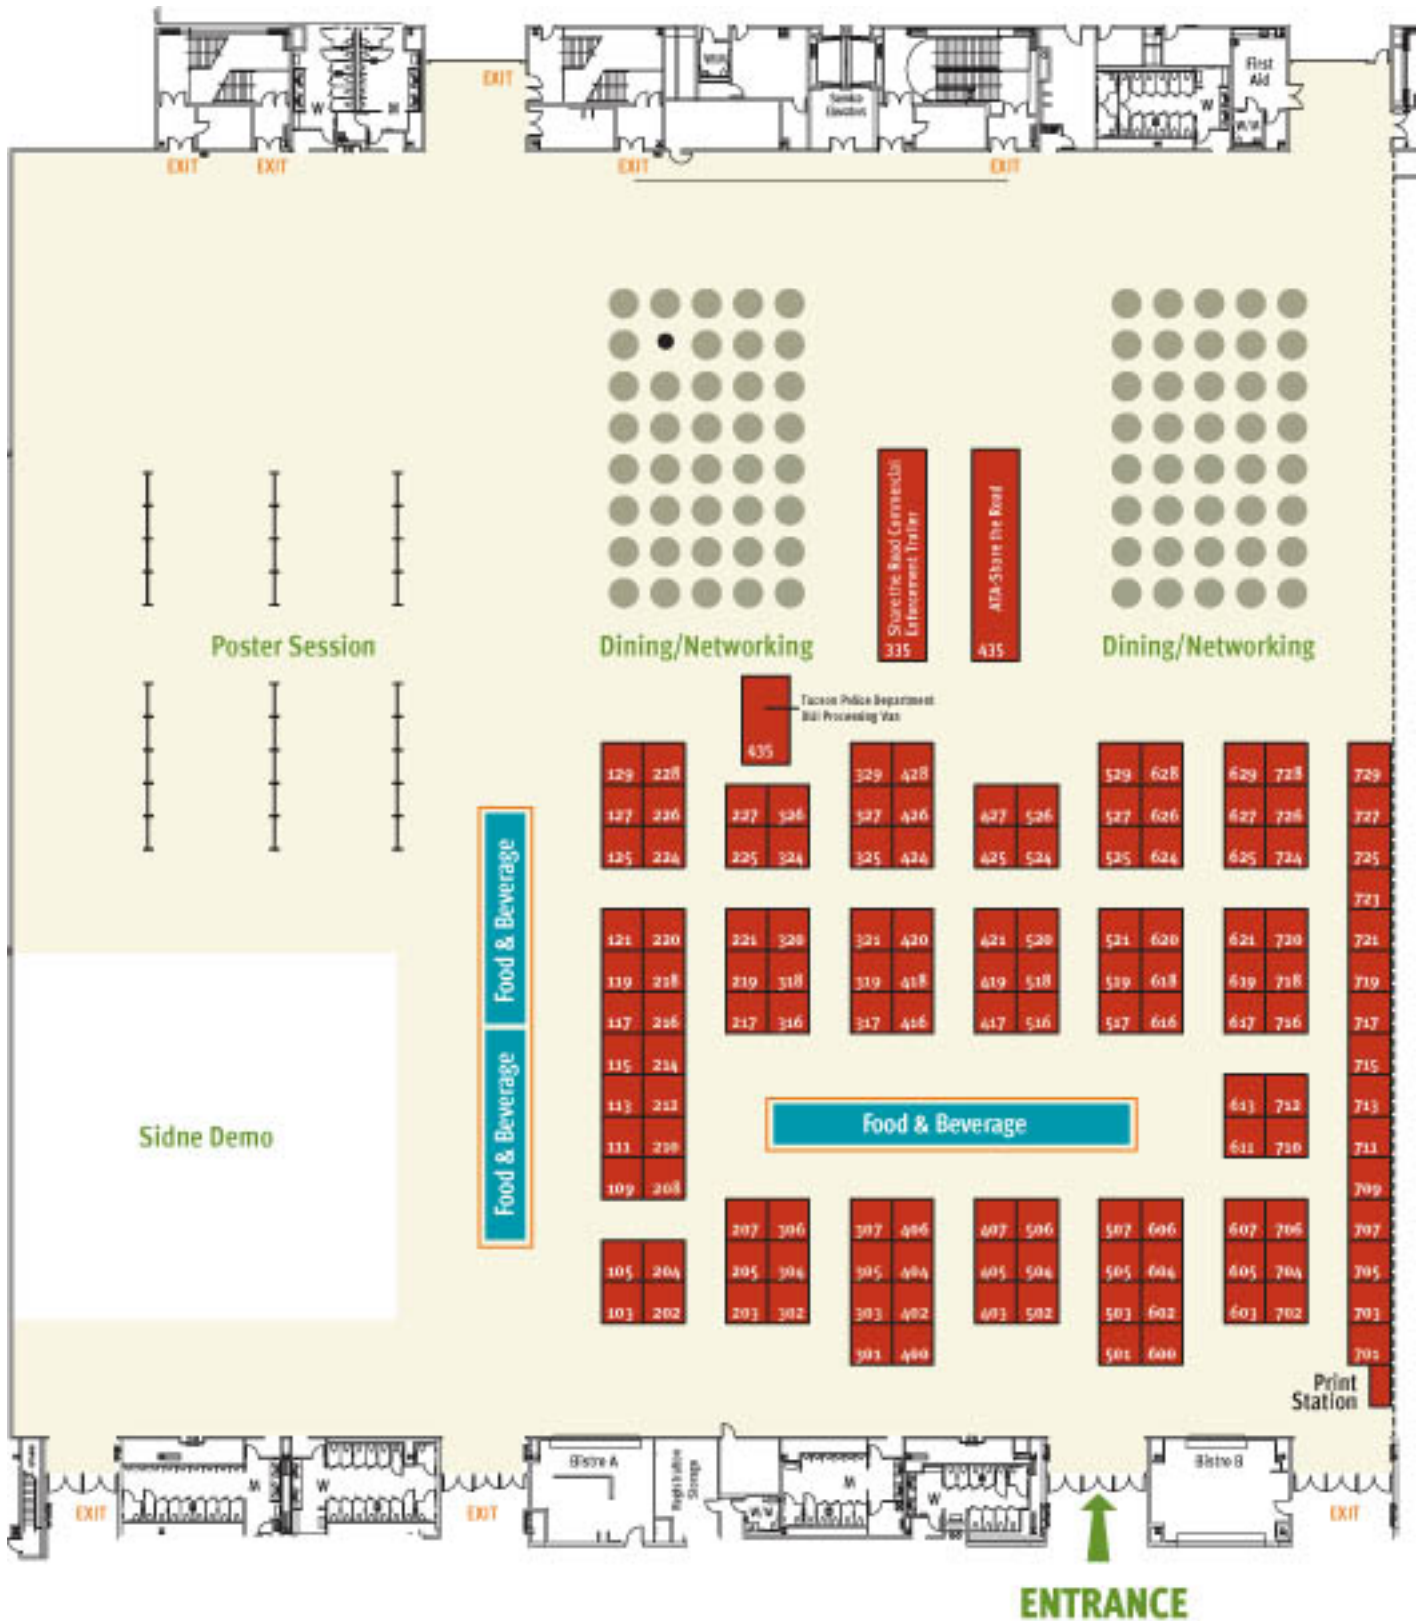 First
Aid
EXIT
W
M
W/M
Service
Elevators
W
W/M
EXIT
EXIT
EXIT
EXIT
Share the Road Commercial
Enforcement Trailer
335
ATA-Share the Road
435
Poster Session
Dining/Networking
Dining/Networking
Tucson Police Department
DUI Processing Van
435
129 228
329 428
529 628
629 728
729
127 226
227 326
327 426
427 526
527 626
627 726
727
125 224
225 324
325 424
425 524
525 624
625 724
725
723
Food & Beverage
121 220
221 320
321 420
421 520
521 620
621 720
721
119 218
219 318
319 418
419 518
519 618
619 718
719
117 216
217 316
317 416
417 516
517 616
617 716
717
Food & Beverage
115 214
715
113 212
613 712
713
Food & Beverage
Sidne Demo
111 210
611 710
711
109 208
709
207 306
307 406
407 506
507 606
607 706
707
105 204
205 304
305 404
405 504
505 604
605 704
705
103 202
203 302
303 402
403 502
503 602
603 702
703
301 400
501 600
701
Print
Station
Bistro A
Registration
Storage
Bistro B
M
W
M
W
EXIT
EXIT
EXIT
ENTRANCE